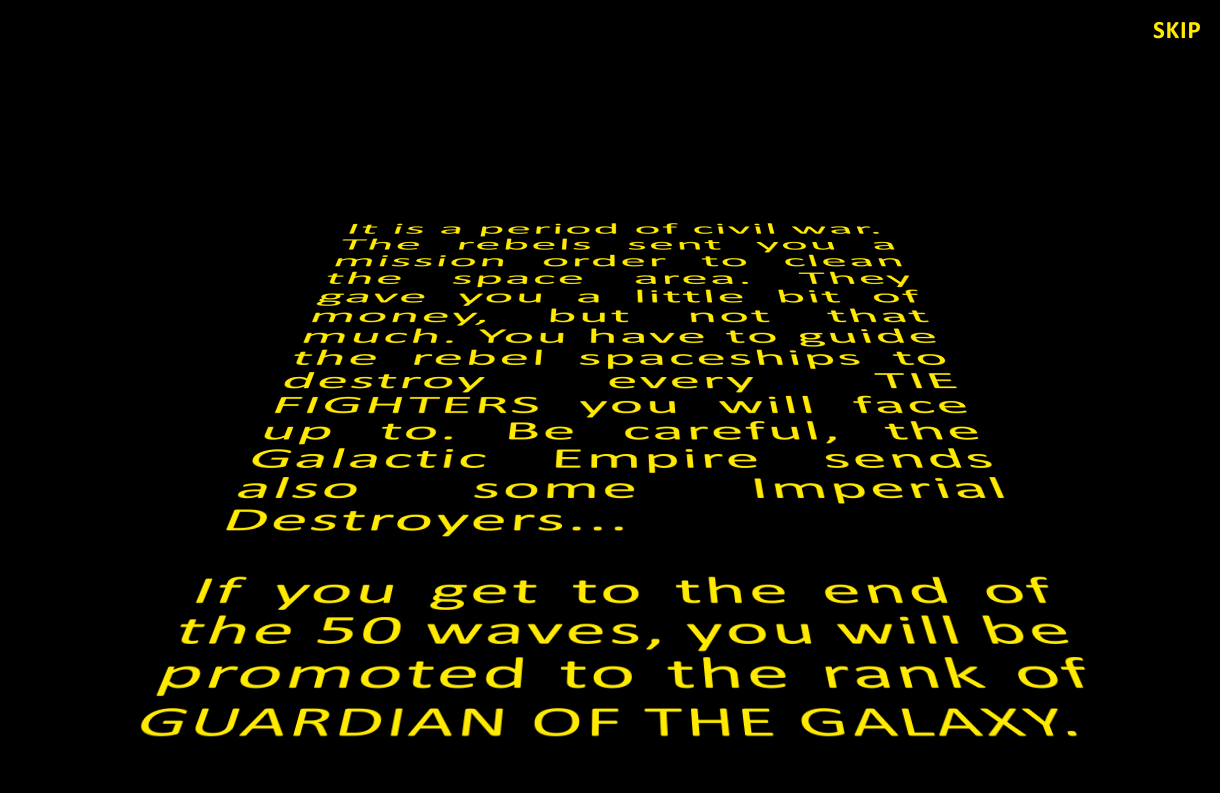 SKIP
It is a period of civil war.
The rebels sent you a
mission order to clean
the space area. They
gave you a little bit of
money, but not that
much. You have to guide
the rebel spaceships to
destroy every TIE
FIGHTERS you will face
up to. Be careful, the
Galactic Empire sends
also some Imperial
Destroyers...
If you get to the end of
the 50 waves, you will be
promoted to the rank of
GUARDIAN OF THE GALAXY.